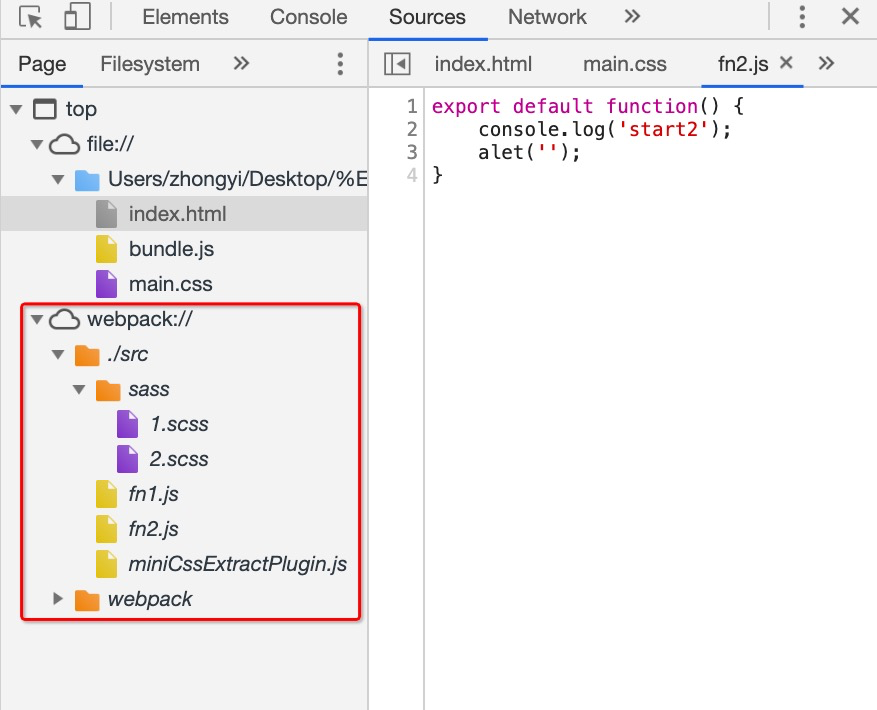 Elements Console Sources Network
Page Filesystem
index.html main.css fn2.js
top
file://
Users/zhongyi/Desktop/%E
index.html
bundle.js
main.css
webpack://
./src
sass
1.scss
2.scss
fn1.js
fn2.js
miniCssExtractPlugin.js
webpack
1 export default function() {
2 console.log('start2');
3 alet('');
4 }